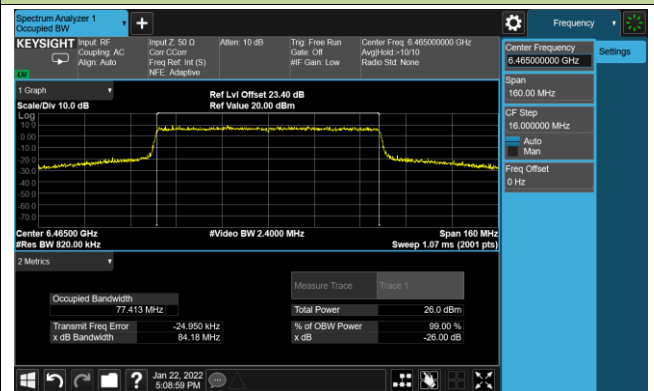 Spectrum Analyzer 1
Occupied BW
+
Frequency
KEYSIGHT
Input: RF
Coupling: AC
Align: Auto
Input Z: 50 Ω
Corr CCorr
Freq Ref: Int (S)
NFE: Adaptive
Atten: 10 dB
Trig: Free Run
Gate: Off
#IF Gain: Low
Center Freq: 6.465000000 GHz
Avg|Hold:>10/10
Radio Std: None
Center Frequency
6.465000000 GHz
Settings
Span
160.00 MHz
CF Step
16.000000 MHz
Auto
Man
Freq Offset
0 Hz
1 Graph
Ref Lvl Offset 23.40 dB
Scale/Div 10.0 dB
Ref Value 20.00 dBm
Log
10.0
0.00
-10.0
-20.0
-30.0
-40.0
-50.0
-60.0
-70.0
Center 6.46500 GHz
#Video BW 2.4000 MHz
Span 160 MHz
#Res BW 820.00 kHz
Sweep 1.07 ms (2001 pts)
2 Metrics
Measure Trace
Trace 1
Occupied Bandwidth
77.413 MHz
Total Power
26.0 dBm
Transmit Freq Error
-24.950 kHz
% of OBW Power
99.00 %
x dB Bandwidth
84.18 MHz
x dB
-26.00 dB
?
Jan 22, 2022
5:08:59 PM